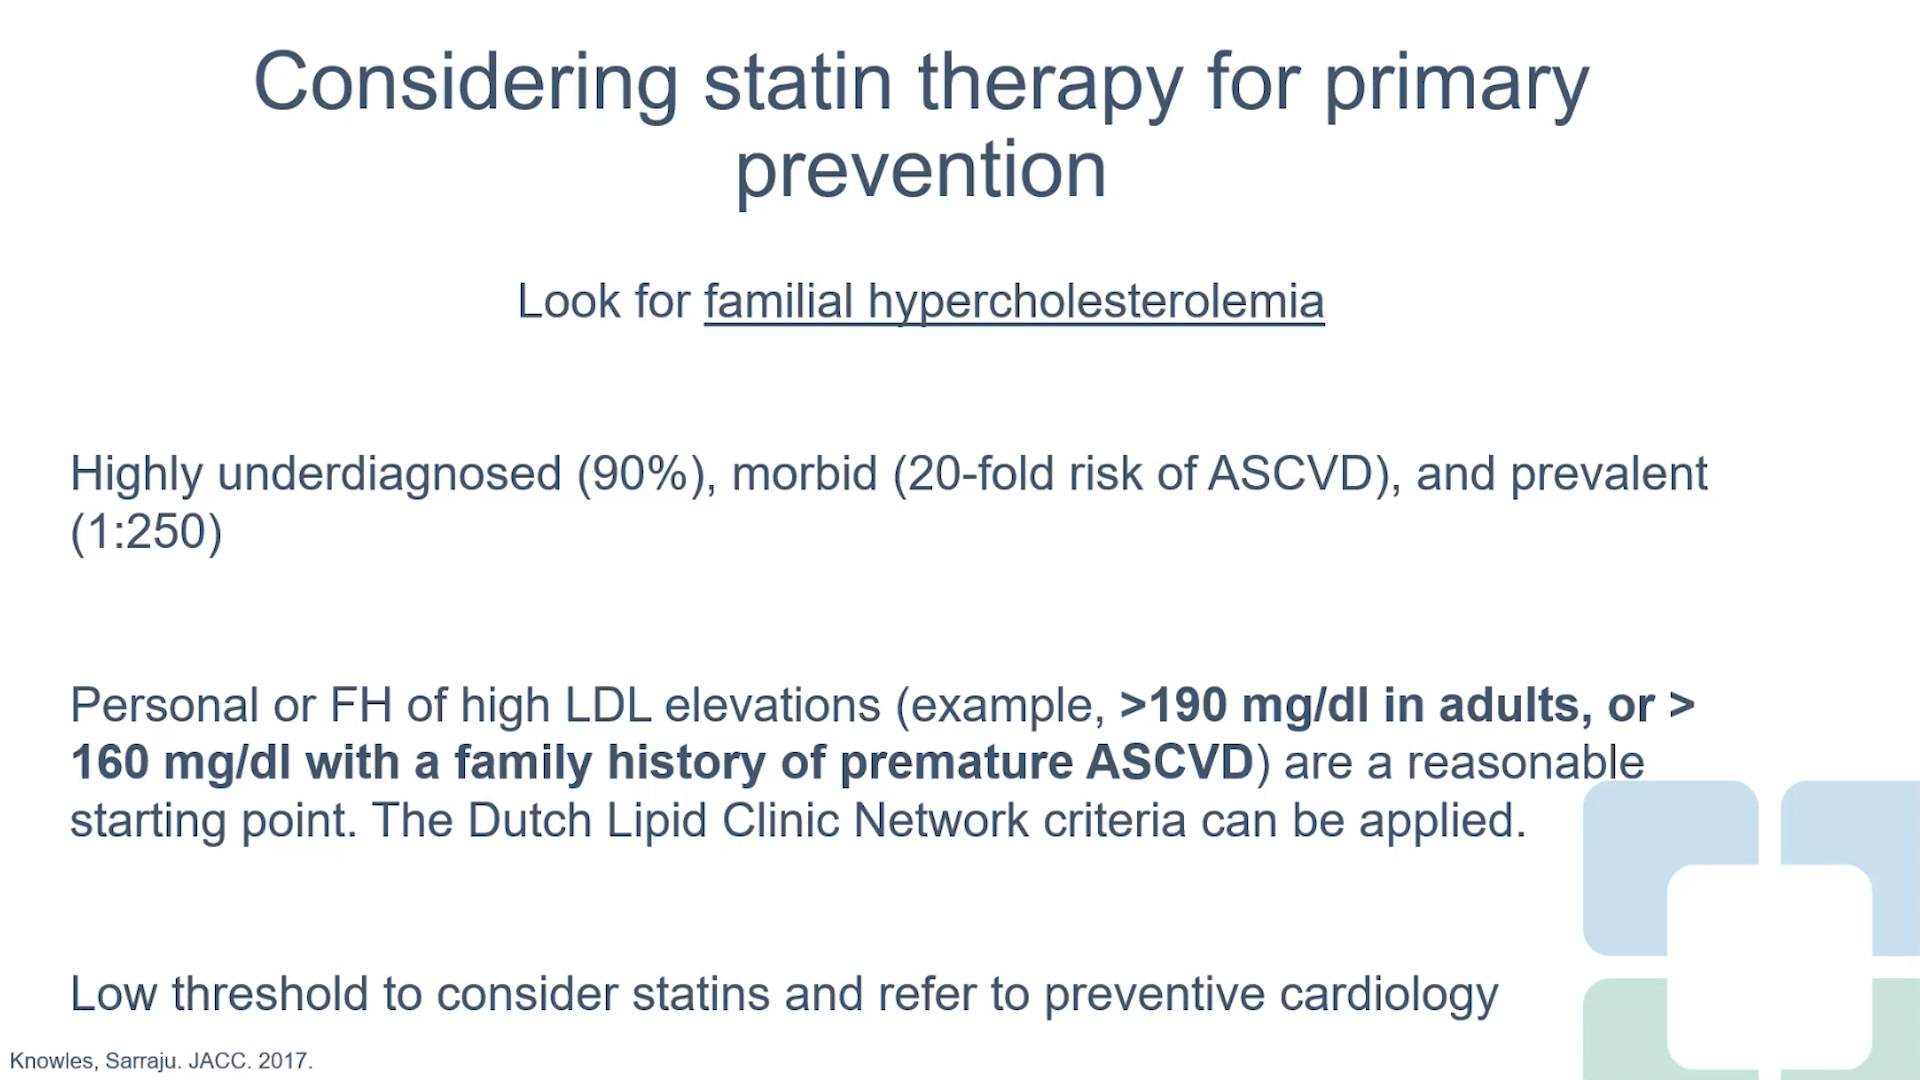 Considering statin therapy for primary
prevention
Look for familial hypercholesterolemia
Highly underdiagnosed (90%), morbid (20-fold risk of ASCVD), and prevalent
(1:250)
Personal or FH of high LDL elevations (example, >190 mg/dl in adults, or >
160 mg/dl with a family history of premature ASCVD) are a reasonable
starting point. The Dutch Lipid Clinic Network criteria can be applied.
Low threshold to consider statins and refer to preventive cardiology
Knowles, Sarraju. JACC. 2017.